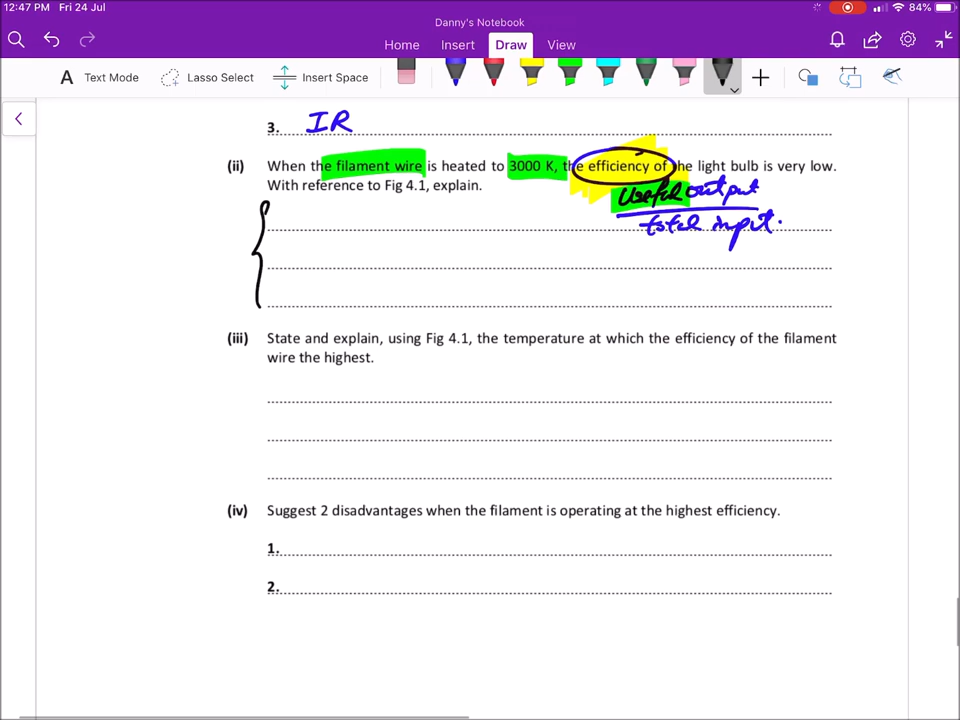 12:47 PM Fri 24 Jul 84%
Danny's Notebook
Home Insert Draw View
A Text Mode Lasso Select Insert Space
3. IR
(ii) When the filament wire is heated to 3000 K, the efficiency of the light bulb is very low.
With reference to Fig 4.1, explain.
Useful output
total input.
(iii) State and explain, using Fig 4.1, the temperature at which the efficiency of the filament
wire the highest.
(iv) Suggest 2 disadvantages when the filament is operating at the highest efficiency.
1.
2.